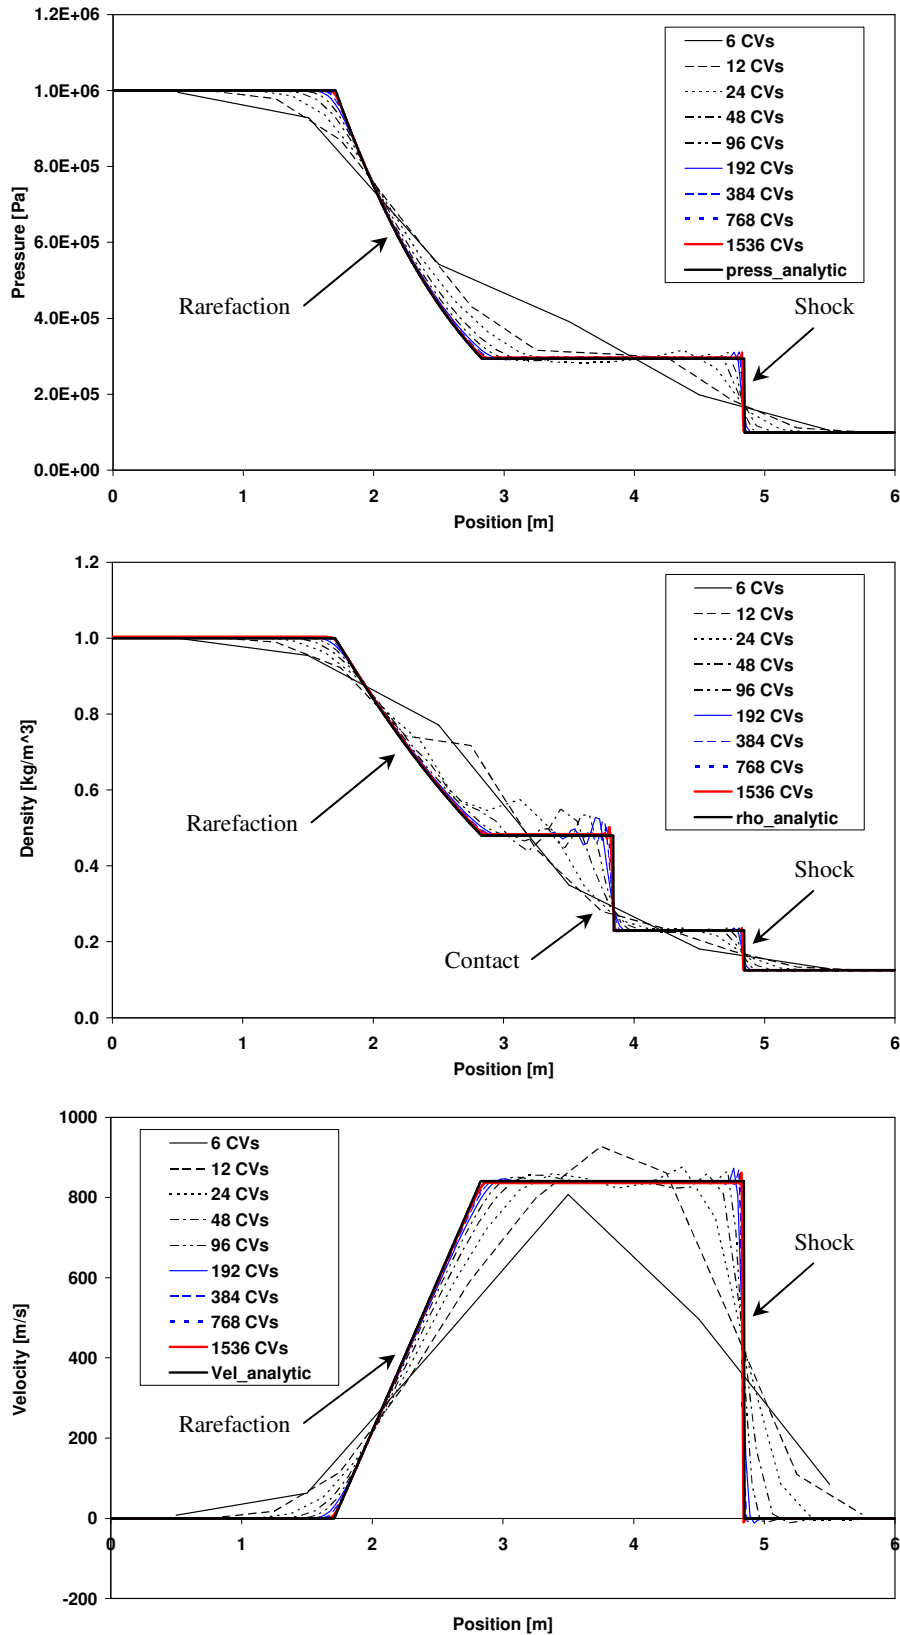 1.2E+06
1.0E+06
8.0E+05
6.0E+05
4.0E+05
2.0E+05
0.0E+00
Pressure [Pa]
0 1 2 3 4 5 6
Position [m]
6 CVs
12 CVs
24 CVs
48 CVs
96 CVs
192 CVs
384 CVs
768 CVs
1536 CVs
press_analytic
Rarefaction
Shock
1.2
1.0
0.8
0.6
0.4
0.2
0.0
Density [kg/m^3]
0 1 2 3 4 5 6
Position [m]
6 CVs
12 CVs
24 CVs
48 CVs
96 CVs
192 CVs
384 CVs
768 CVs
1536 CVs
rho_analytic
Rarefaction
Contact
Shock
1000
800
600
400
200
0
-200
Velocity [m/s]
0 1 2 3 4 5 6
Position [m]
6 CVs
12 CVs
24 CVs
48 CVs
96 CVs
192 CVs
384 CVs
768 CVs
1536 CVs
Vel_analytic
Rarefaction
Shock